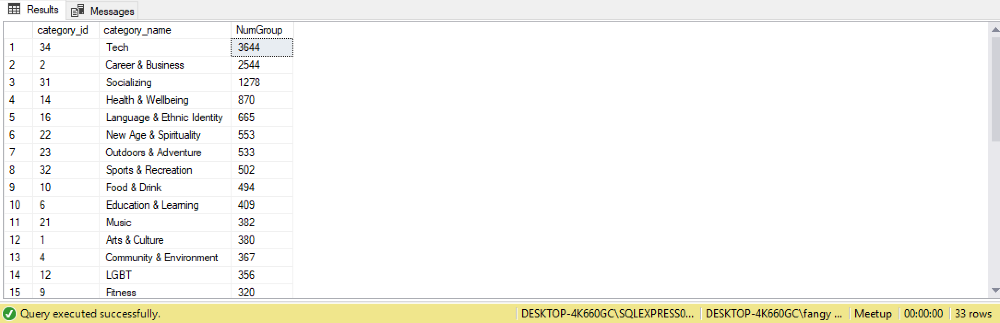 Results Messages
category_id category_name NumGroup
1 34 Tech 3644
2 2 Career & Business 2544
3 31 Socializing 1278
4 14 Health & Wellbeing 870
5 16 Language & Ethnic Identity 665
6 22 New Age & Spirituality 553
7 23 Outdoors & Adventure 533
8 32 Sports & Recreation 502
9 10 Food & Drink 494
10 6 Education & Learning 409
11 21 Music 382
12 1 Arts & Culture 380
13 4 Community & Environment 367
14 12 LGBT 356
15 9 Fitness 320
Query executed successfully. DESKTOP-4K660GC\SQLEXPRESS0... DESKTOP-4K660GC\fangy ... Meetup 00:00:00 33 rows